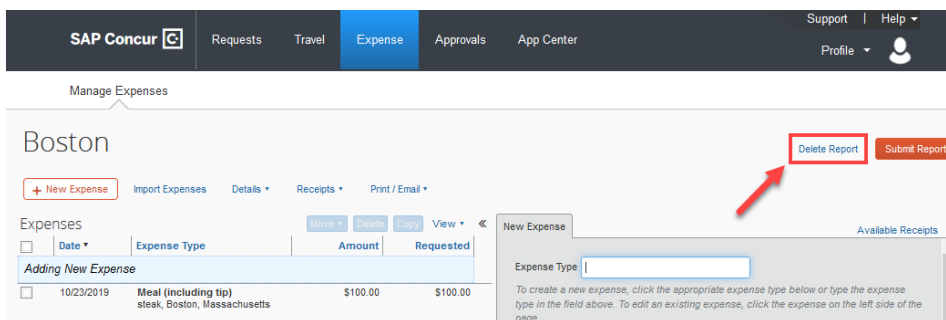 Support | Help
SAP Concur C Requests Travel Expense Approvals App Center
Profile
Manage Expenses
Boston
Delete Report Submit Report
+ New Expense Import Expenses Details Receipts Print / Email
Expenses Move Delete Copy View « New Expense
Available Receipts
Date Expense Type Amount Requested
Adding New Expense
Expense Type
10/23/2019 Meal (including tip) $100.00 $100.00
steak, Boston, Massachusetts
To create a new expense, click the appropriate expense type below or type the expense
type in the field above. To edit an existing expense, click the expense on the left side of the
page.